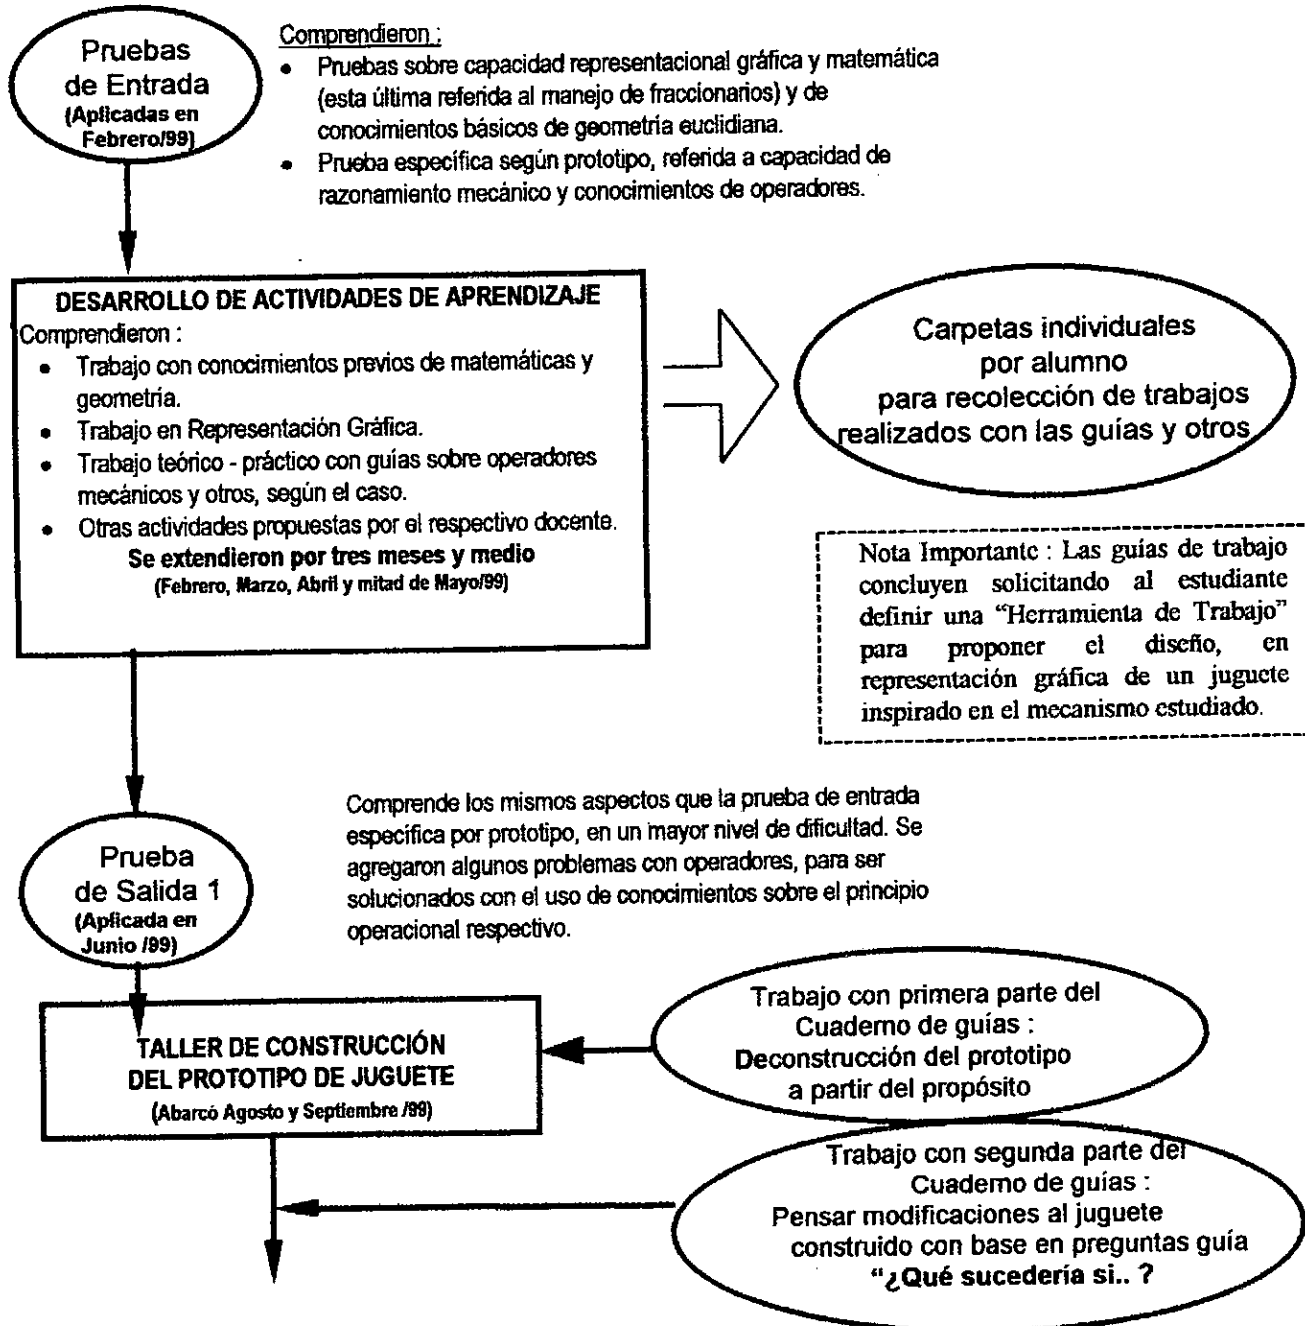 Pruebas
de Entrada
(Aplicadas en
Febrero/99)
Comprendieron :
• Pruebas sobre capacidad representacional gráfica y matemática
(esta última referida al manejo de fraccionarios) y de
conocimientos básicos de geometría euclidiana.
• Prueba específica según prototipo, referida a capacidad de
razonamiento mecánico y conocimientos de operadores.
DESARROLLO DE ACTIVIDADES DE APRENDIZAJE
Comprendieron :
• Trabajo con conocimientos previos de matemáticas y
geometría.
• Trabajo en Representación Gráfica.
• Trabajo teórico - práctico con guías sobre operadores
mecánicos y otros, según el caso.
• Otras actividades propuestas por el respectivo docente.
Se extendieron por tres meses y medio
(Febrero, Marzo, Abril y mitad de Mayo/99)
Carpetas individuales
por alumno
para recolección de trabajos
realizados con las guías y otros
Nota Importante : Las guías de trabajo
concluyen solicitando al estudiante
definir una “Herramienta de Trabajo”
para proponer el diseño, en
representación gráfica de un juguete
inspirado en el mecanismo estudiado.
Prueba
de Salida 1
(Aplicada en
Junio /99)
Comprende los mismos aspectos que la prueba de entrada
específica por prototipo, en un mayor nivel de dificultad. Se
agregaron algunos problemas con operadores, para ser
solucionados con el uso de conocimientos sobre el principio
operacional respectivo.
TALLER DE CONSTRUCCIÓN
DEL PROTOTIPO DE JUGUETE
(Abarcó Agosto y Septiembre /99)
Trabajo con primera parte del
Cuaderno de guías :
Deconstrucción del prototipo
a partir del propósito
Trabajo con segunda parte del
Cuaderno de guías :
Pensar modificaciones al juguete
construido con base en preguntas guía
“¿Qué sucedería si.. ?